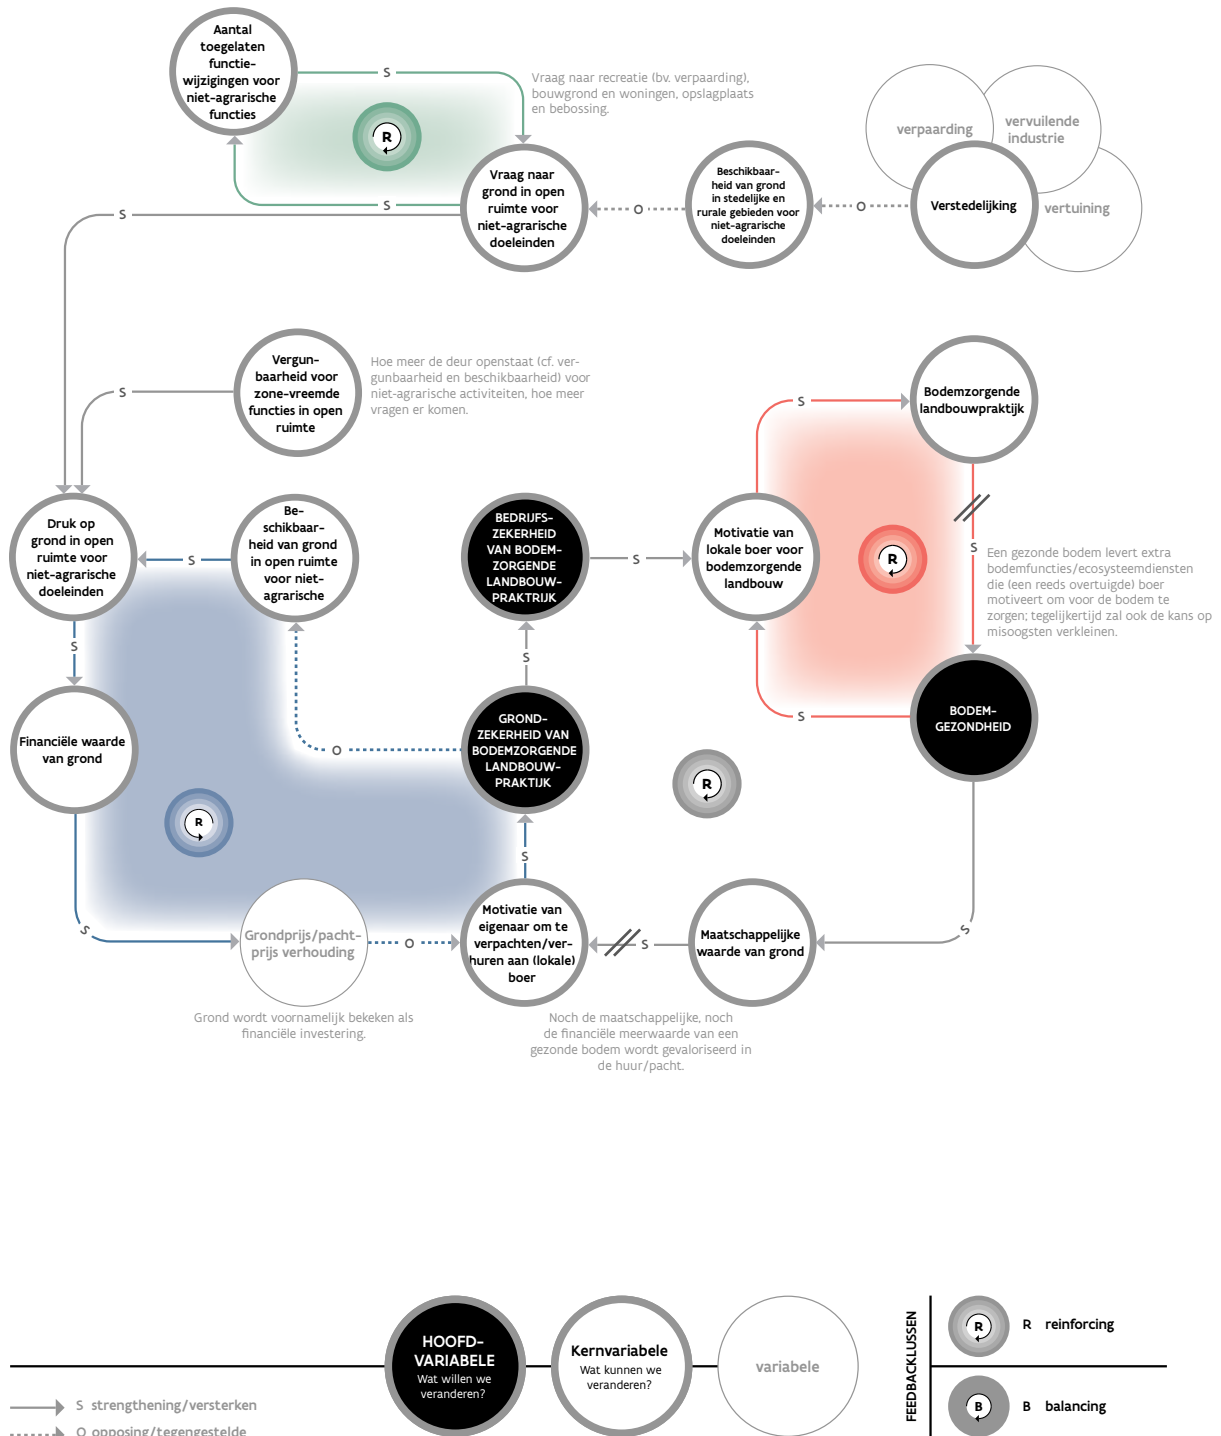 Aantal
toegelaten
functie-
wijzigingen voor
niet-agrarische
functies
S
R
S
Vraag naar recreatie (bv. verpaarding),
bouwgrond en woningen, opslagplaats
en bebossing.
Vraag naar
grond in open
ruimte voor
niet-agrarische
doeleinden
O
Beschikbaar-
heid van grond
in stedelijke en
rurale gebieden voor
niet-agrarische
doeleinden
O
Verstedelijking
verpaarding
vervuilende
industrie
vertuining
S
Vergun-
baarheid voor
zone-vreemde
functies in open
ruimte
S
Hoe meer de deur openstaat (cf. ver-
gunbaarheid en beschikbaarheid) voor
niet-agrarische activiteiten, hoe meer
vragen er komen.
Druk op
grond in open
ruimte voor
niet-agrarische
doeleinden
S
Be-
schikbaar-
heid van grond
in open ruimte
voor niet-
agrarische
BEDRIJFS-
ZEKERHEID
VAN BODEM-
ZORGENDE
LANDBOUW-
PRAKTRIJK
S
Motivatie van
lokale boer voor
bodemzorgende
landbouw
S
Bodemzorgende
landbouwpraktijk
R
S
Een gezonde bodem levert extra
bodemfuncties/ecosysteemdiensten
die (een reeds overtuigde) boer
motiveert om voor de bodem te
zorgen; tegelijkertijd zal ook de kans op
misoogsten verkleinen.
S
BODEM-
GEZONDHEID
S
S
Financiële waarde
van grond
R
O
GROND-
ZEKERHEID VAN
BODEMZORGENDE
LANDBOUW-
PRAKTIJK
R
S
S
Grondprijs/pacht-
prijs verhouding
O
Motivatie van
eigenaar om te
verpachten/ver-
huren aan (lokale)
boer
S
Maatschappelijke
waarde van grond
S
Grond wordt voornamelijk bekeken als
financiële investering.
Noch de maatschappelijke, noch
de financiële meerwaarde van een
gezonde bodem wordt gevaloriseerd in
de huur/pacht.
S strengthening/versterken
O opposing/tegengestelde
HOOFD-
VARIABELE
Wat willen we
veranderen?
Kernvariabele
Wat kunnen we
veranderen?
variabele
FEEDBACKLUSSEN
R
R reinforcing
B
B balancing